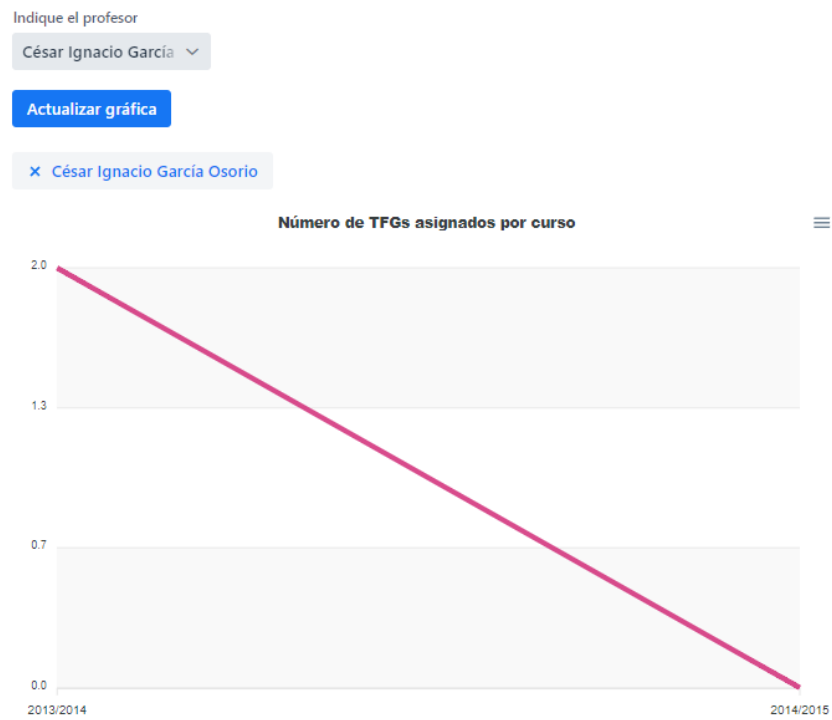 Indique el profesor
César Ignacio García
Actualizar gráfica
× César Ignacio García Osorio
Número de TFGs asignados por curso
2.0
1.3
0.7
0.0
2013/2014
2014/2015